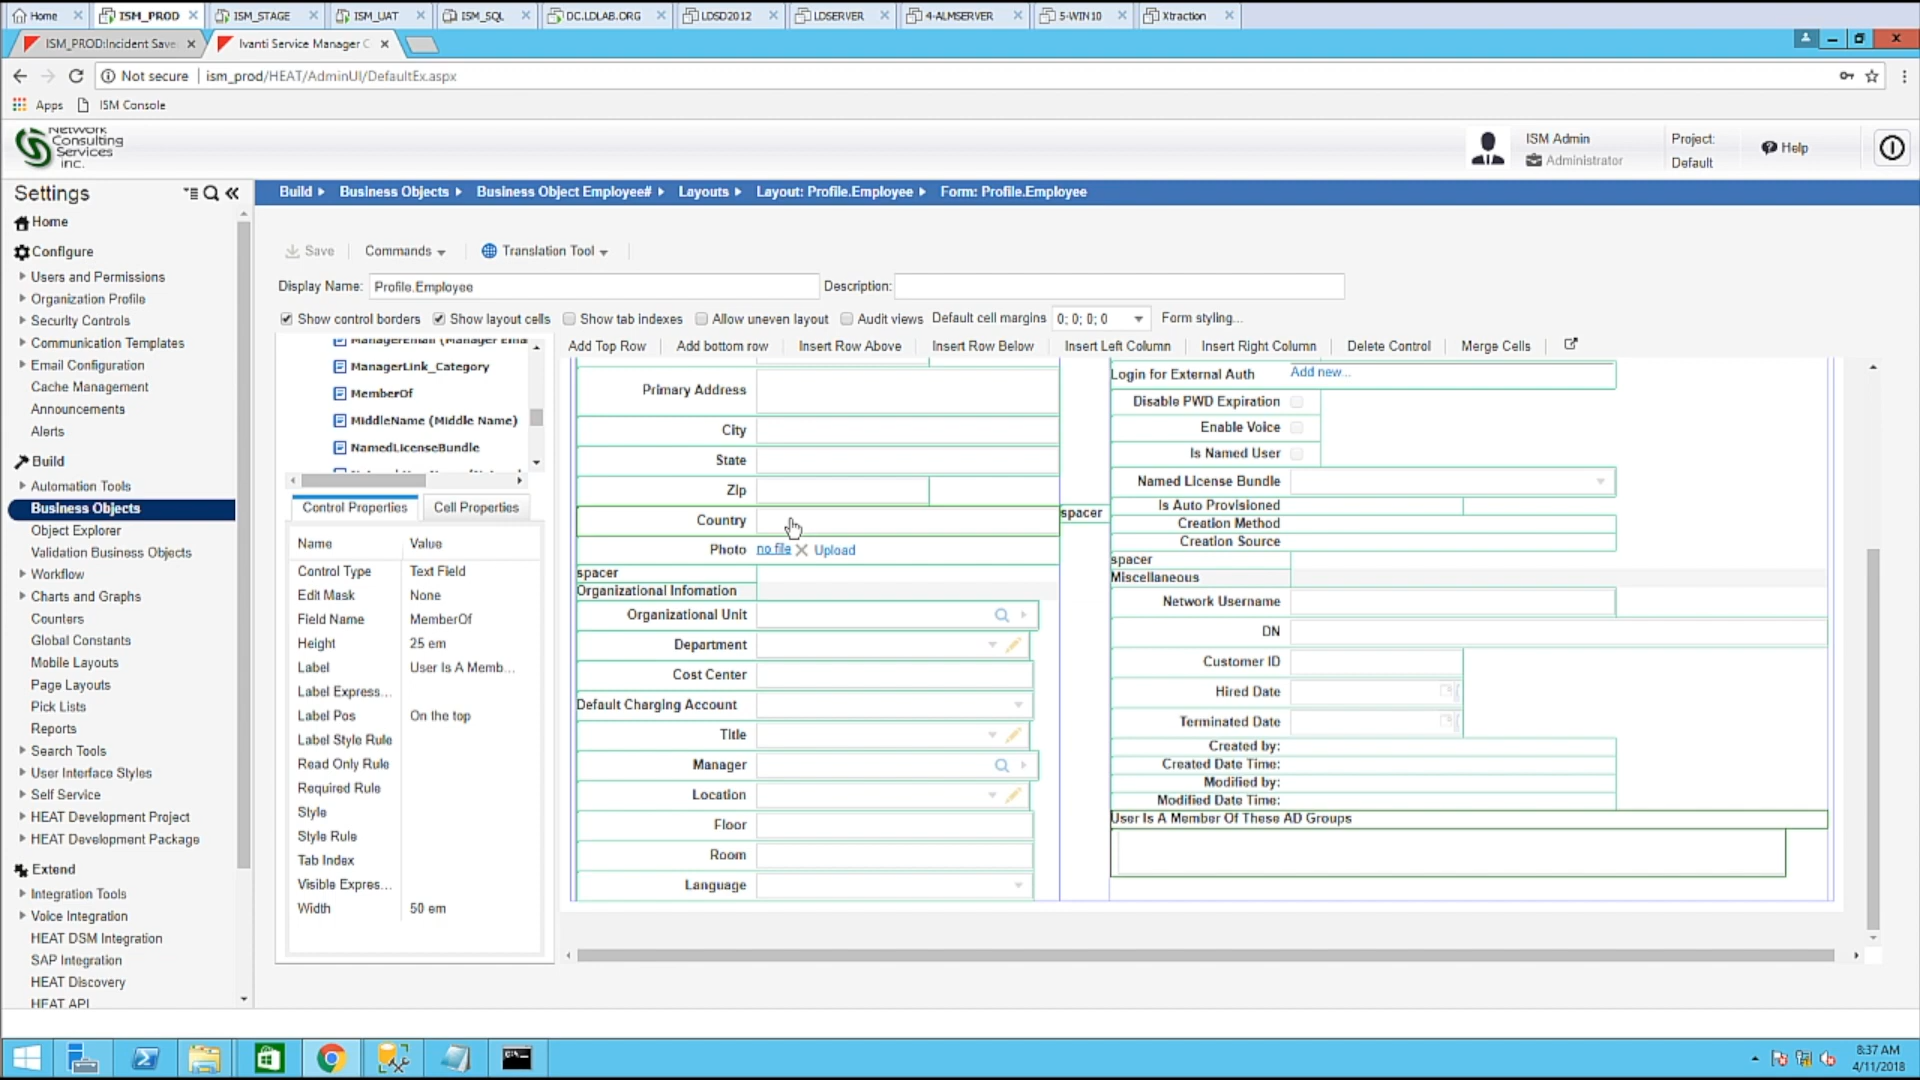 Home
ISM_PROD
ISM_STAGE
ISM_UAT
ISM_SQL
DC.LDLAB.ORG
LDSD2012
LDSERVER
4-ALMSERVER
5-WIN10
Xtraction
ISM_PROD:Incident Save
Ivanti Service Manager C
Not secure
ism_prod/HEAT/AdminUI/DefaultEx.aspx
Apps
ISM Console
Network
Consulting
Services
Inc.
ISM Admin
Administrator
Project:
Default
Help
Settings
Build
Business Objects
Business Object Employee#
Layouts
Layout: Profile.Employee
Form: Profile.Employee
Home
Configure
Users and Permissions
Organization Profile
Security Controls
Communication Templates
Email Configuration
Cache Management
Announcements
Alerts
Build
Automation Tools
Business Objects
Object Explorer
Validation Business Objects
Workflow
Charts and Graphs
Counters
Global Constants
Mobile Layouts
Page Layouts
Pick Lists
Reports
Search Tools
User Interface Styles
Self Service
HEAT Development Project
HEAT Development Package
Extend
Integration Tools
Voice Integration
HEAT DSM Integration
SAP Integration
HEAT Discovery
HEAT API
Save
Commands
Translation Tool
Display Name:
Profile.Employee
Description:
Show control borders
Show layout cells
Show tab indexes
Allow uneven layout
Audit views
Default cell margins
0; 0; 0; 0
Form styling...
Add Top Row
Add bottom row
Insert Row Above
Insert Row Below
Insert Left Column
Insert Right Column
Delete Control
Merge Cells
ManagerEmail (Manager Emai
ManagerLink_Category
MemberOf
MiddleName (Middle Name)
NamedLicenseBundle
Control Properties
Cell Properties
Name
Value
Control Type
Text Field
Edit Mask
None
Field Name
MemberOf
Height
25 em
Label
User Is A Memb...
Label Express...
Label Pos
On the top
Label Style Rule
Read Only Rule
Required Rule
Style
Style Rule
Tab Index
Visible Expres...
Width
50 em
Primary Address
City
State
Zip
Country
Photo
no file
Upload
spacer
Organizational Infomation
Organizational Unit
Department
Cost Center
Default Charging Account
Title
Manager
Location
Floor
Room
Language
spacer
Login for External Auth
Add new...
Disable PWD Expiration
Enable Voice
Is Named User
Named License Bundle
Is Auto Provisioned
Creation Method
Creation Source
spacer
Miscellaneous
Network Username
DN
Customer ID
Hired Date
Terminated Date
Created by:
Created Date Time:
Modified by:
Modified Date Time:
User Is A Member Of These AD Groups
8:37 AM
4/11/2018